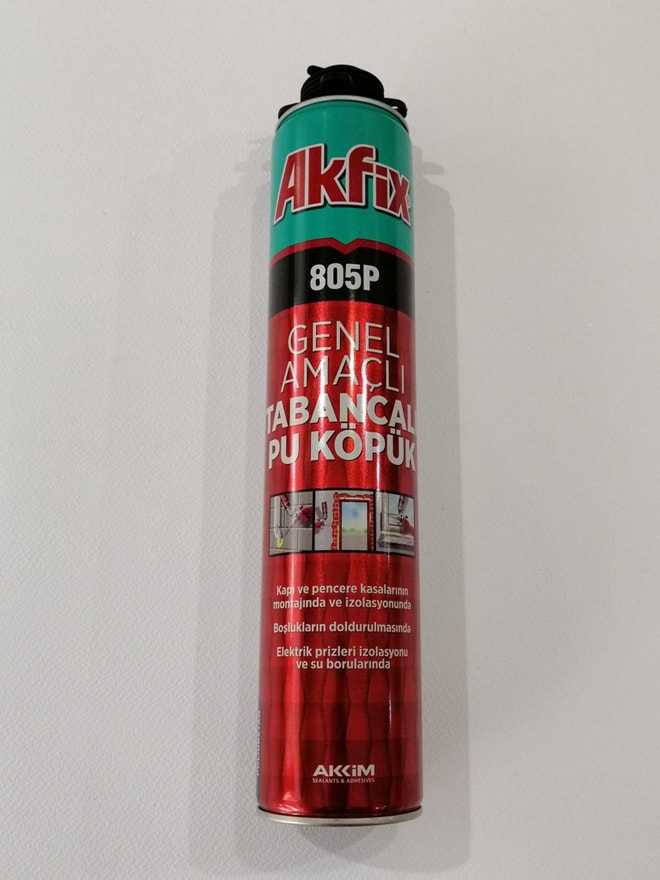 Akfix
805P
GENEL
AMAÇLI
TABANCALI
PU KÖPÜK
Kapı ve pencere kasalarının
montajında ve izolasyonunda
Boşlukların doldurulmasında
Elektrik prizleri izolasyonu
ve su borularında
AKKİM
SEALANTS & ADHESIVES